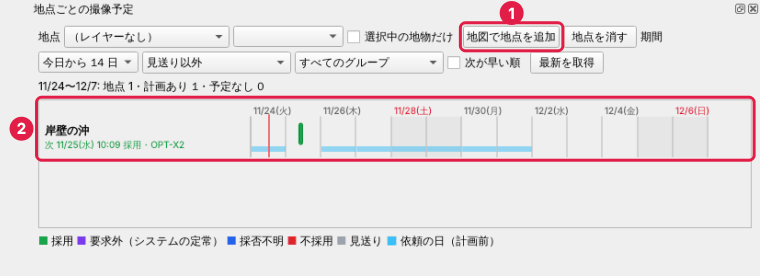 地点ごとの撮像予定
1
地点 （レイヤーなし） 選択中の地物だけ 地図で地点を追加 地点を消す 期間
今日から 14 日 見送り以外 すべてのグループ 次が早い順 最新を取得
11/24〜12/7: 地点 1・計画あり 1・予定なし 0
11/24(火) 11/26(木) 11/28(土) 11/30(月) 12/2(水) 12/4(金) 12/6(日)
2
岸壁の沖
次 11/25(水) 10:09 採用・OPT-X2
採用 要求外（システムの定常） 採否不明 不採用 見送り 依頼の日（計画前）